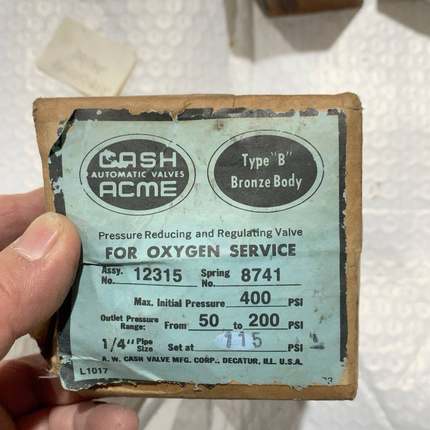 CASH
AUTOMATIC VALVES
ACME
Type "B"
Bronze Body
Pressure Reducing and Regulating Valve
FOR OXYGEN SERVICE
Assy. No. 12315 Spring No. 8741
Max. Initial Pressure 400 PSI
Outlet Pressure Range: From 50 to 200 PSI
1/4" Pipe Size Set at 115 PSI
A. W. CASH VALVE MFG. CORP., DECATUR, ILL. U.S.A.
L1017